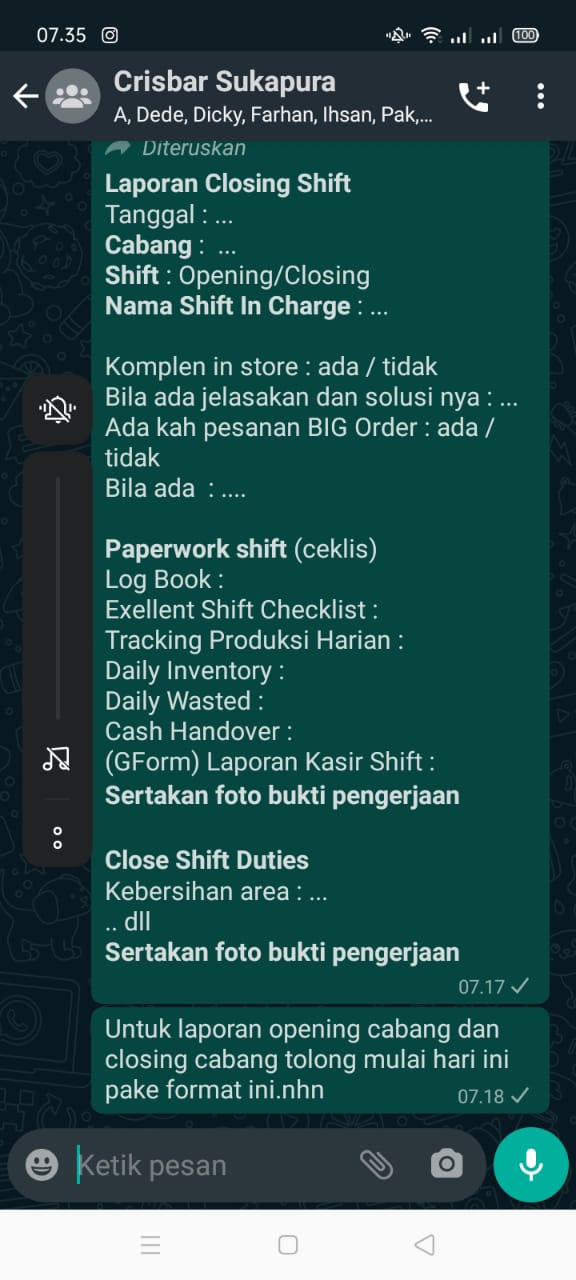 07.35
100
Crisbar Sukapura
A, Dede, Dicky, Farhan, Ihsan, Pak,...
Diteruskan
Laporan Closing Shift
Tanggal : ...
Cabang :  ...
Shift : Opening/Closing
Nama Shift In Charge : ...
Komplen in store : ada / tidak
Bila ada jelasakan dan solusi nya : ...
Ada kah pesanan BIG Order : ada /
tidak
Bila ada  : ....
Paperwork shift (ceklis)
Log Book :
Exellent Shift Checklist :
Tracking Produksi Harian :
Daily Inventory :
Daily Wasted :
Cash Handover :
(GForm) Laporan Kasir Shift :
Sertakan foto bukti pengerjaan
Close Shift Duties
Kebersihan area : ...
.. dll
Sertakan foto bukti pengerjaan
07.17
Untuk laporan opening cabang dan
closing cabang tolong mulai hari ini
pake format ini.nhn
07.18
Ketik pesan